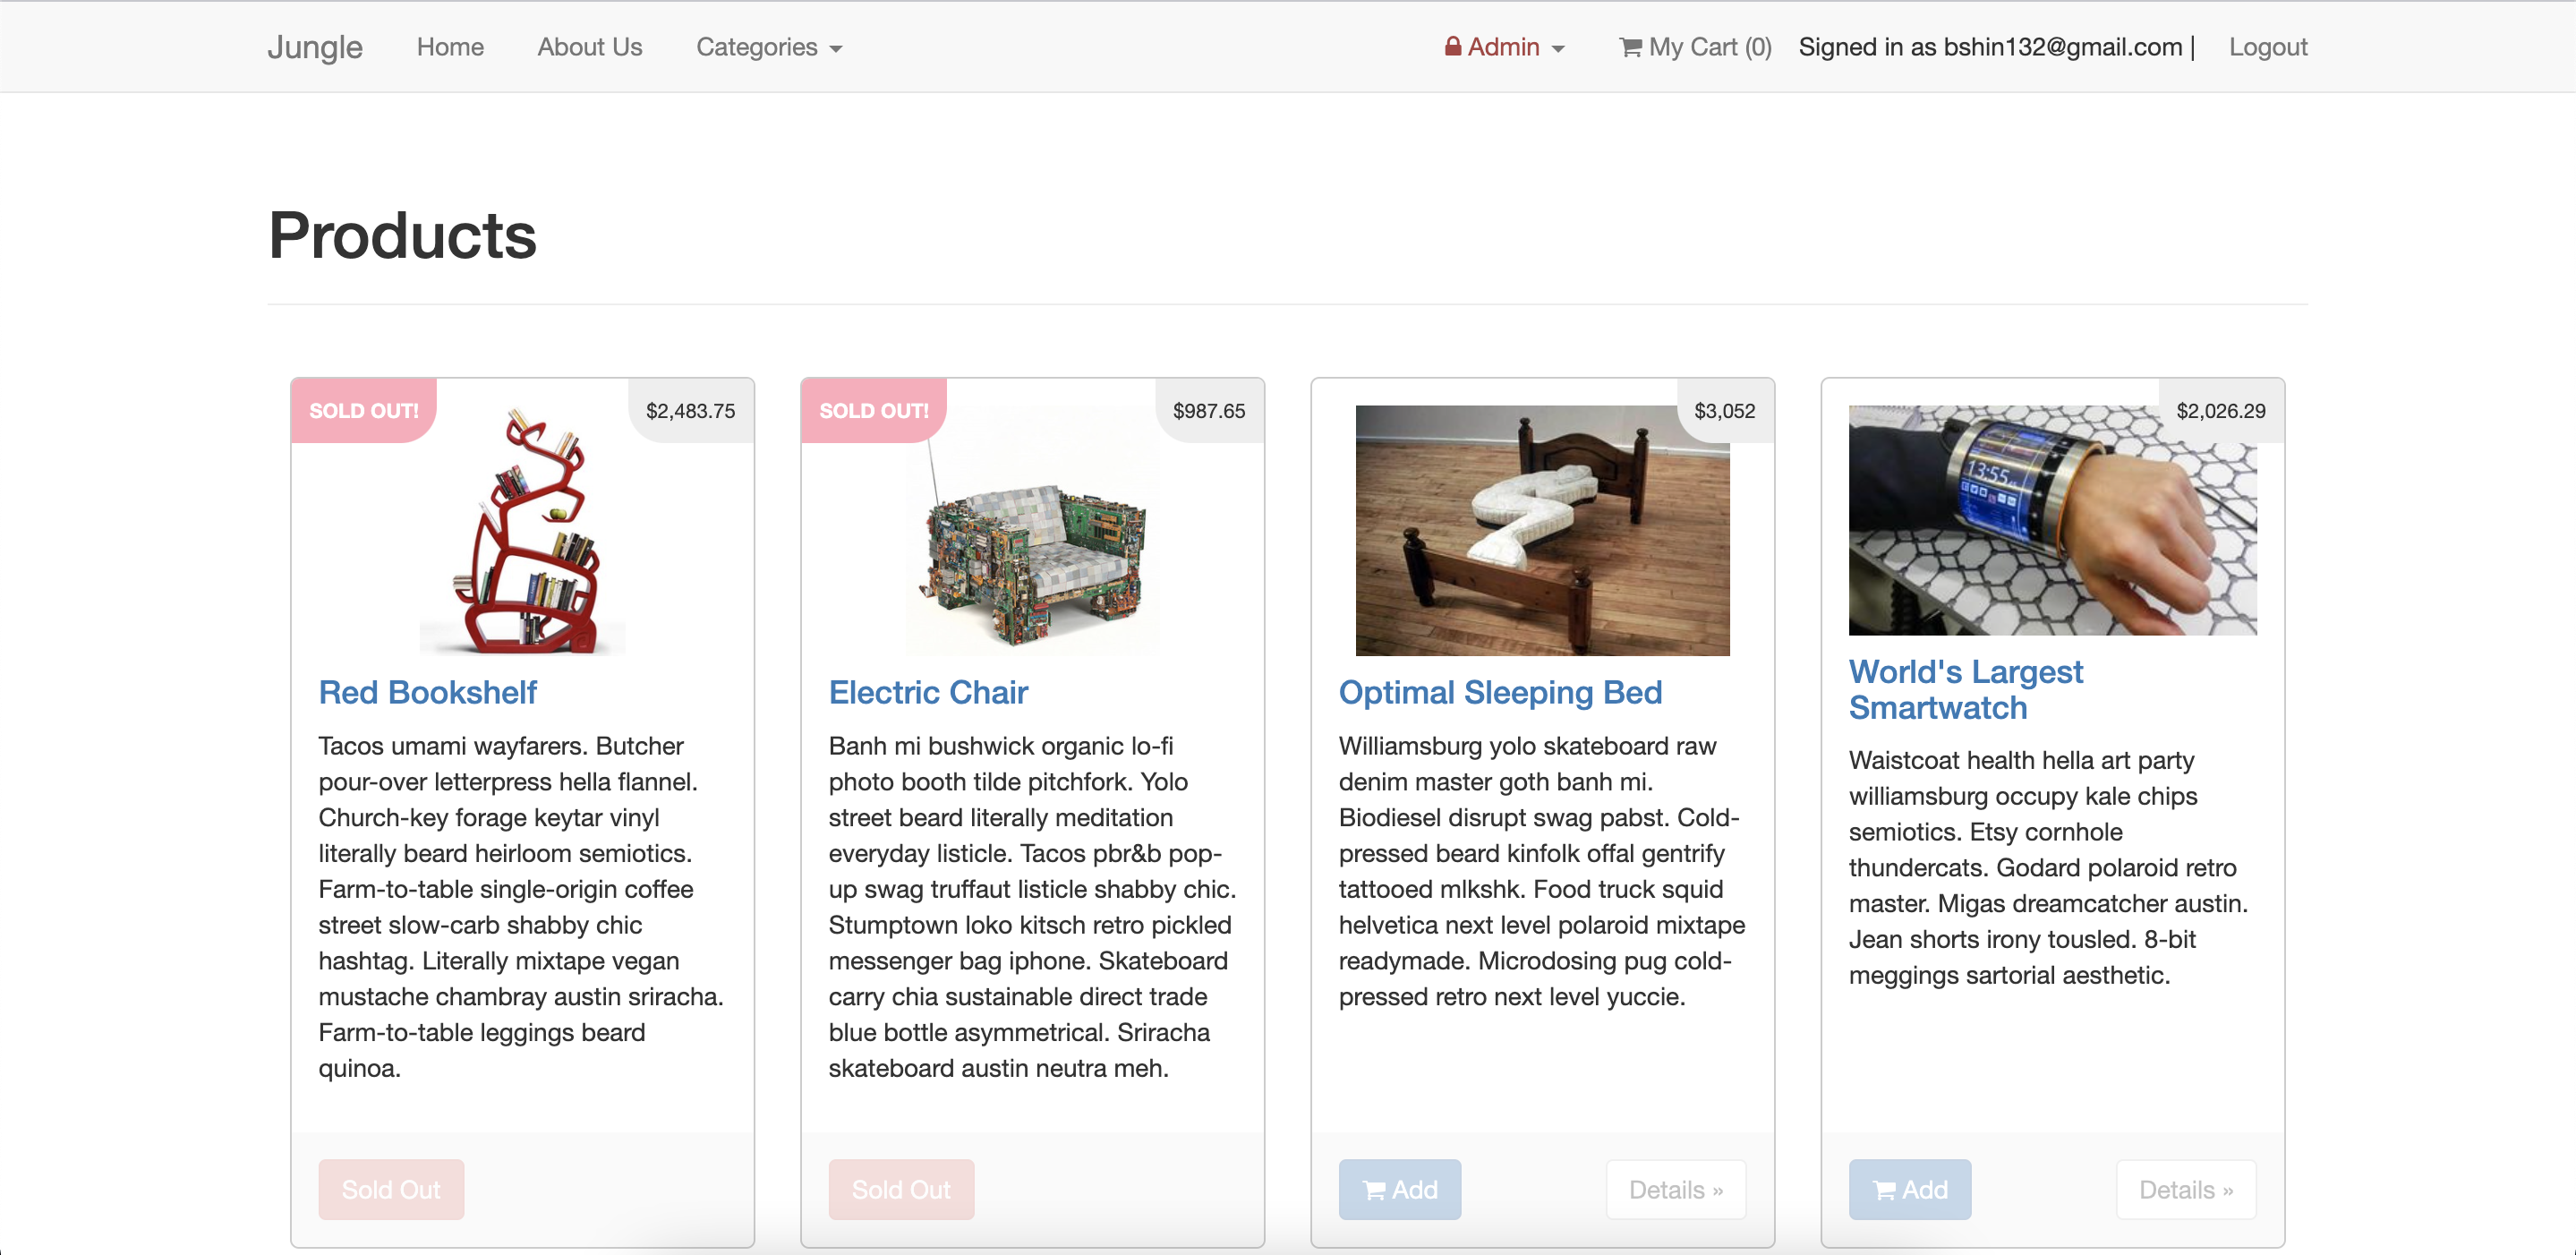 Jungle Home About Us Categories Admin My Cart (0) Signed in as bshin132@gmail.com | Logout
Products
SOLD OUT!
$2,483.75
Red Bookshelf
Tacos umami wayfarers. Butcher
pour-over letterpress hella flannel.
Church-key forage keytar vinyl
literally beard heirloom semiotics.
Farm-to-table single-origin coffee
street slow-carb shabby chic
hashtag. Literally mixtape vegan
mustache chambray austin sriracha.
Farm-to-table leggings beard
quinoa.
Sold Out
SOLD OUT!
$987.65
Electric Chair
Banh mi bushwick organic lo-fi
photo booth tilde pitchfork. Yolo
street beard literally meditation
everyday listicle. Tacos pbr&b pop-
up swag truffaut listicle shabby chic.
Stumptown loko kitsch retro pickled
messenger bag iphone. Skateboard
carry chia sustainable direct trade
blue bottle asymmetrical. Sriracha
skateboard austin neutra meh.
Sold Out
$3,052
Optimal Sleeping Bed
Williamsburg yolo skateboard raw
denim master goth banh mi.
Biodiesel disrupt swag pabst. Cold-
pressed beard kinfolk offal gentrify
tattooed mlkshk. Food truck squid
helvetica next level polaroid mixtape
readymade. Microdosing pug cold-
pressed retro next level yuccie.
Add
Details »
$2,026.29
13:55
World's Largest
Smartwatch
Waistcoat health hella art party
williamsburg occupy kale chips
semiotics. Etsy cornhole
thundercats. Godard polaroid retro
master. Migas dreamcatcher austin.
Jean shorts irony tousled. 8-bit
meggings sartorial aesthetic.
Add
Details »